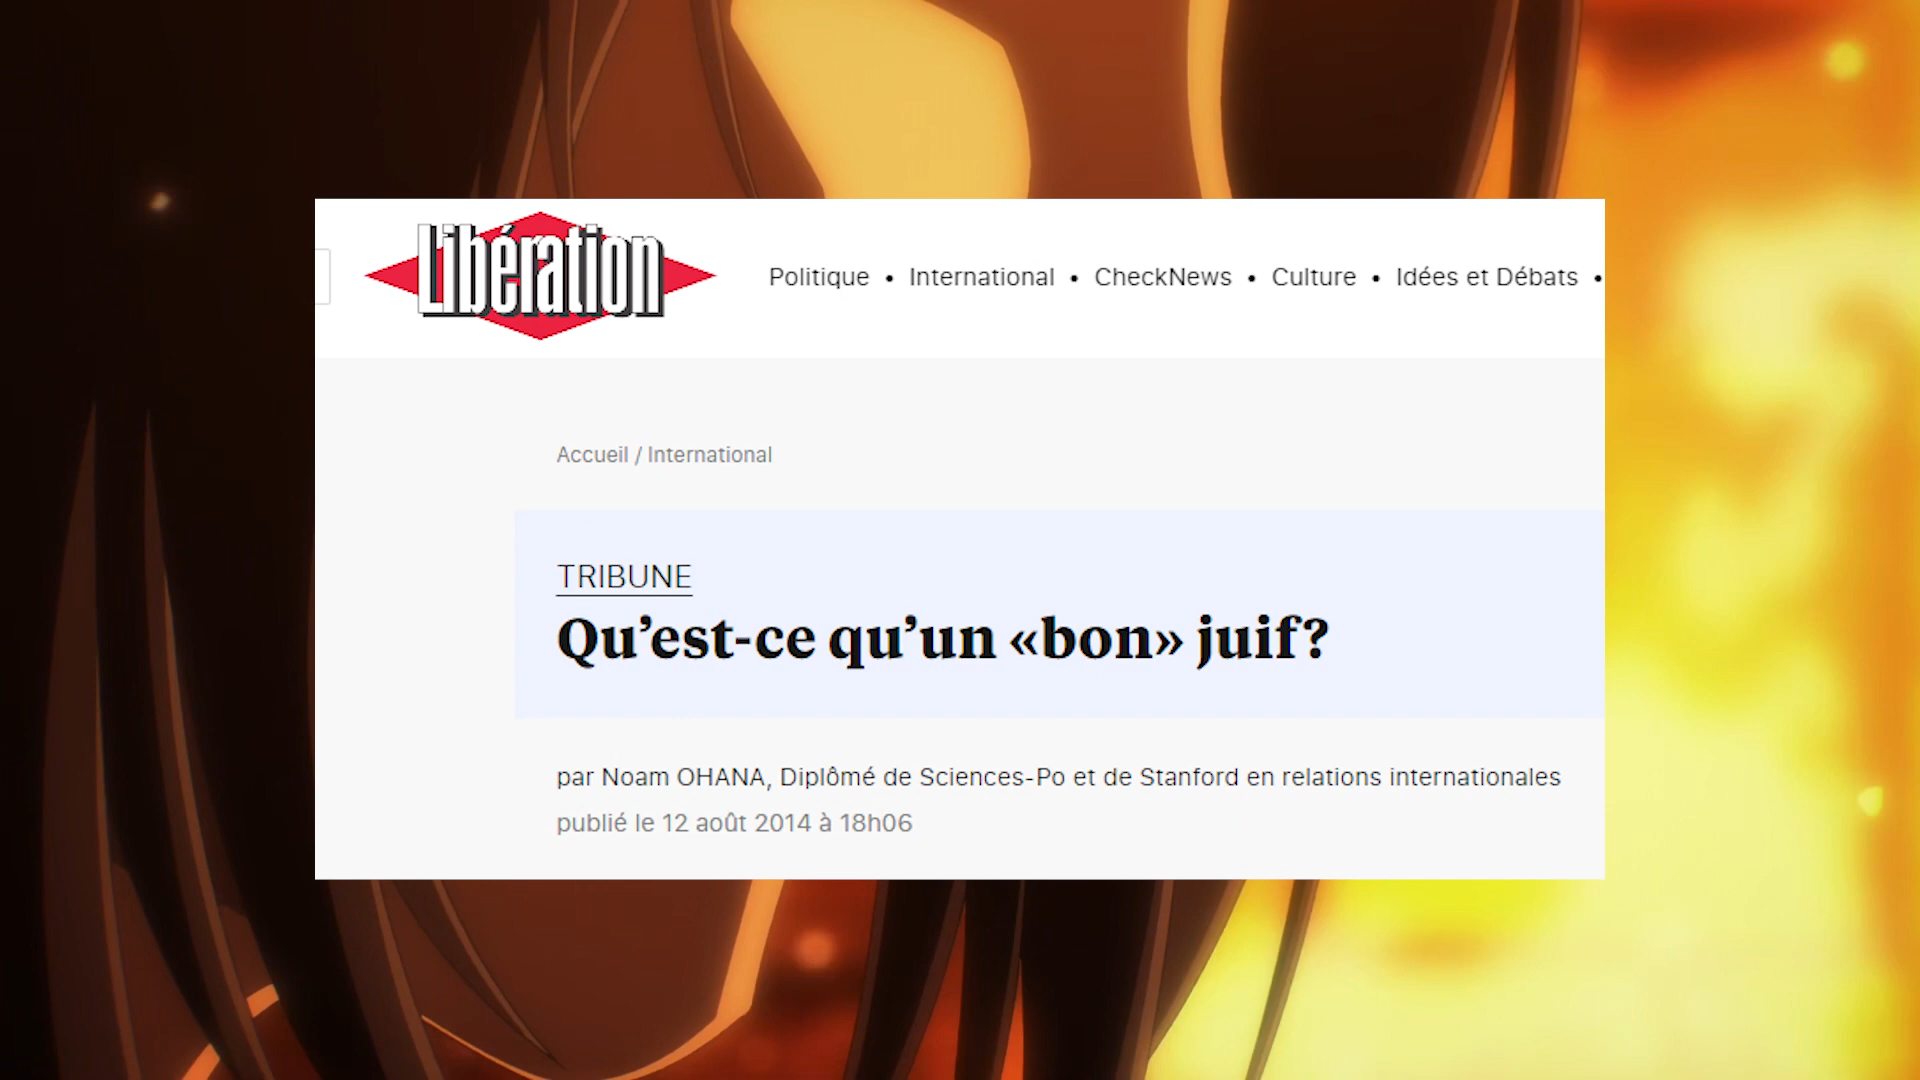 Libération
Politique • International • CheckNews • Culture • Idées et Débats •
Accueil / International
TRIBUNE
Qu’est-ce qu’un «bon» juif?
par Noam OHANA, Diplômé de Sciences-Po et de Stanford en relations internationales
publié le 12 août 2014 à 18h06